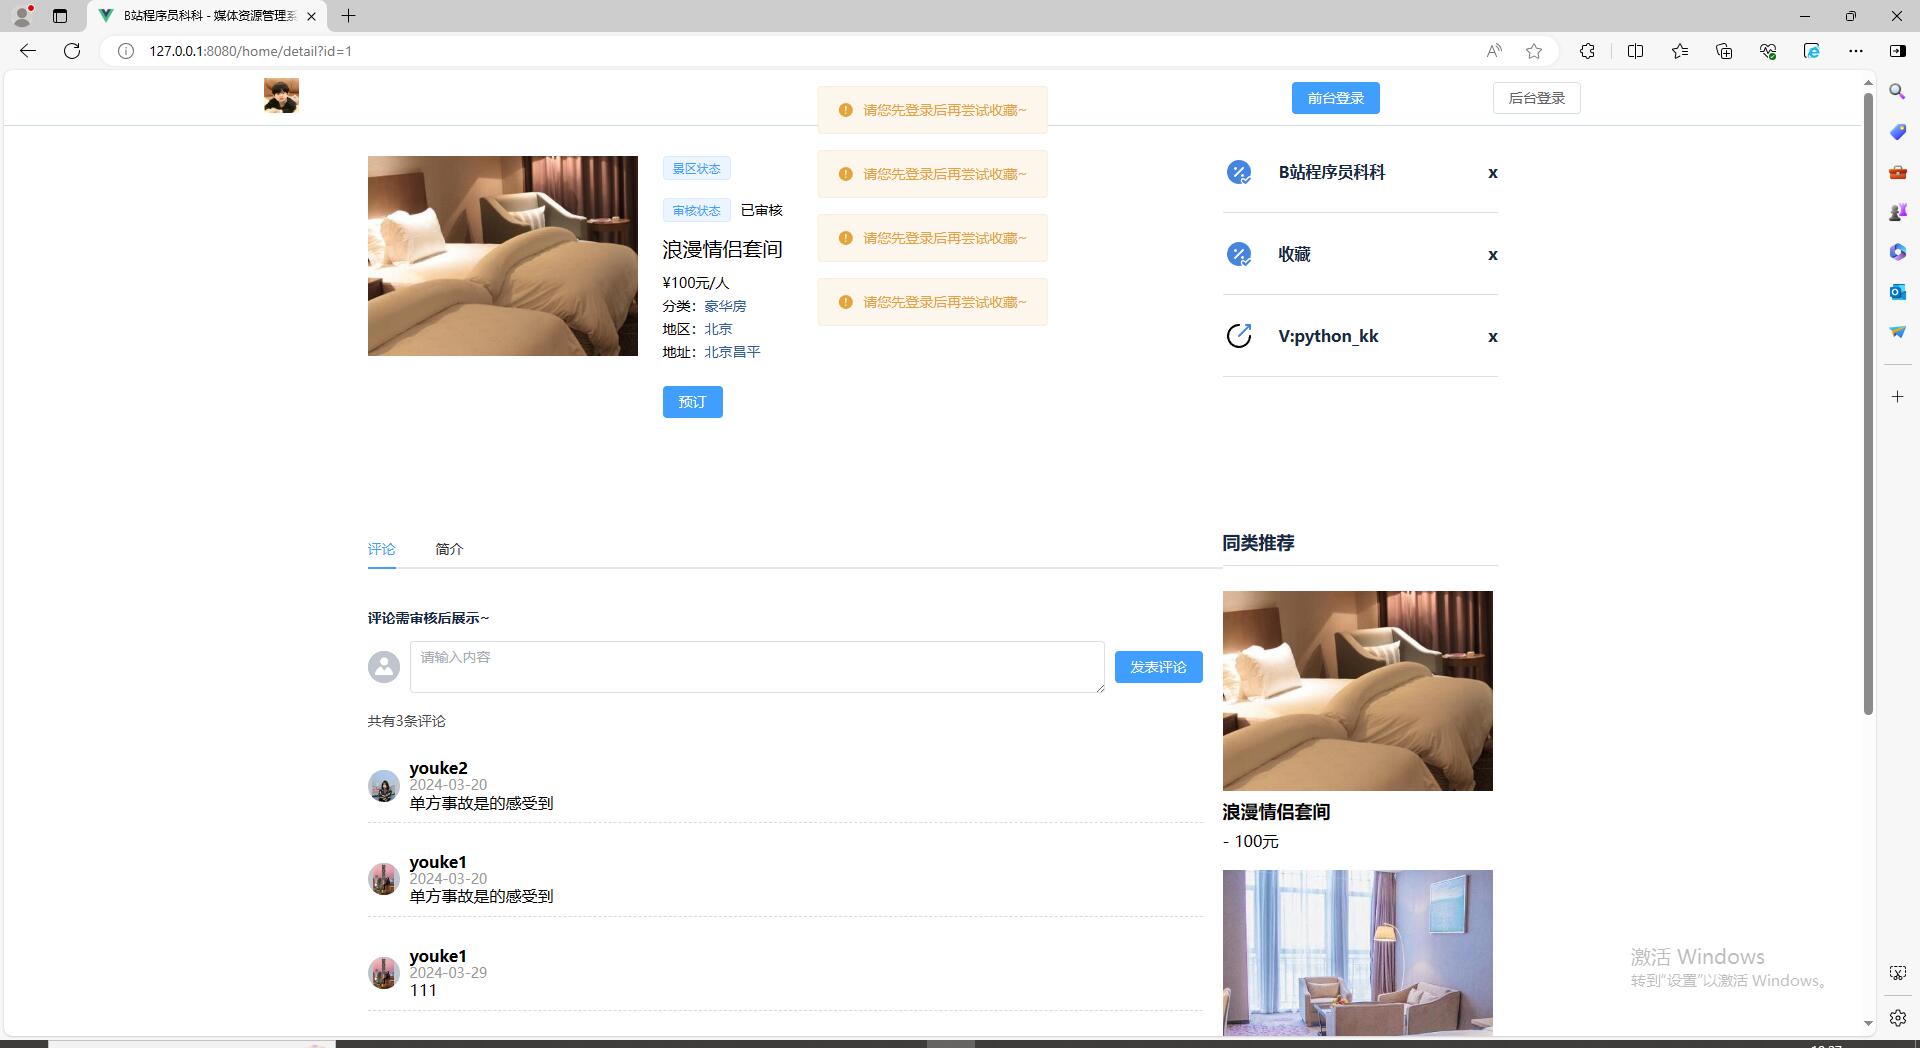 B站程序员科科 - 媒体资源管理系
127.0.0.1:8080/home/detail?id=1
前台登录
后台登录
请您先登录后再尝试收藏~
请您先登录后再尝试收藏~
请您先登录后再尝试收藏~
请您先登录后再尝试收藏~
景区状态
审核状态 已审核
浪漫情侣套间
¥100元/人
分类：豪华房
地区：北京
地址：北京昌平
预订
B站程序员科科 x
收藏 x
V:python_kk x
评论 简介
评论需审核后展示~
请输入内容
发表评论
共有3条评论
youke2
2024-03-20
单方事故是的感受到
youke1
2024-03-20
单方事故是的感受到
youke1
2024-03-29
111
同类推荐
浪漫情侣套间
- 100元
激活 Windows
转到"设置"以激活 Windows。